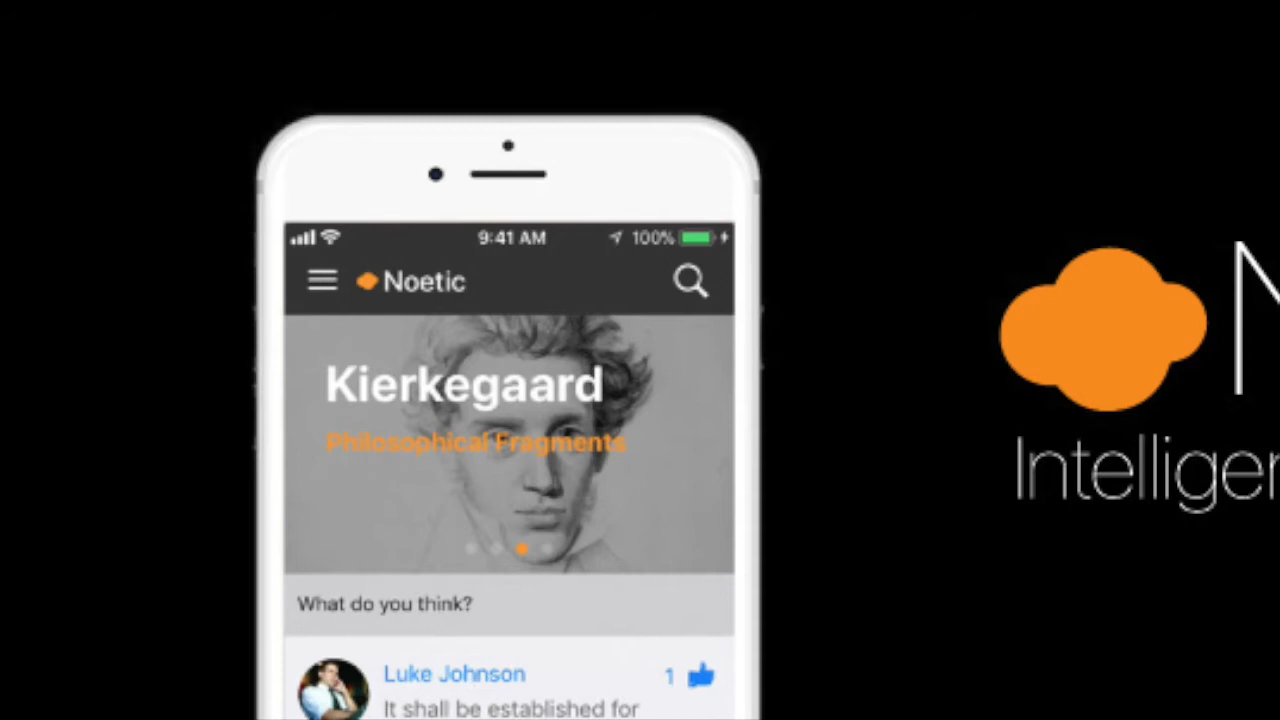 9:41 AM 100%
Noetic
Kierkegaard
Philosophical Fragments
What do you think?
Luke Johnson 1
It shall be established for
N
Intelligen